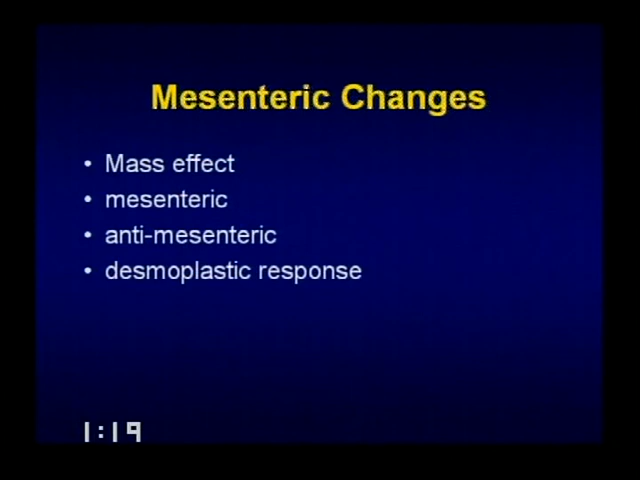 Mesenteric Changes
• Mass effect
• mesenteric
• anti-mesenteric
• desmoplastic response
1:19